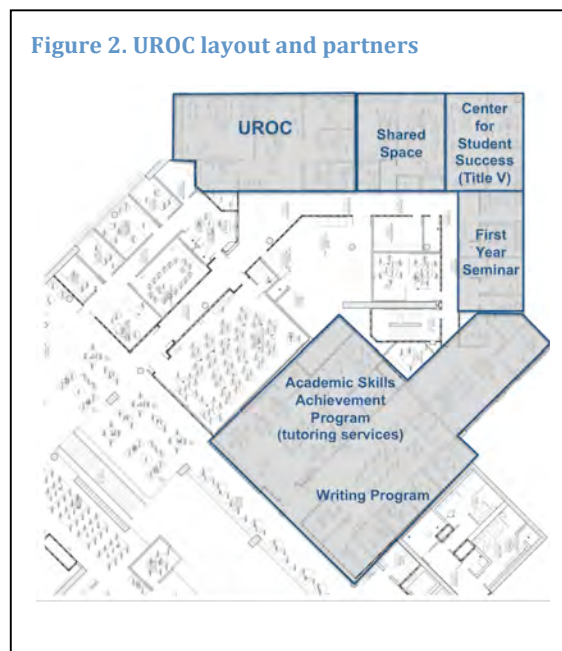 Figure 2. UROC layout and partners
UROC
Shared
Space
Center
for
Student
Success
(Title V)
First
Year
Seminar
Academic Skills
Achievement
Program
(tutoring services)
Writing Program